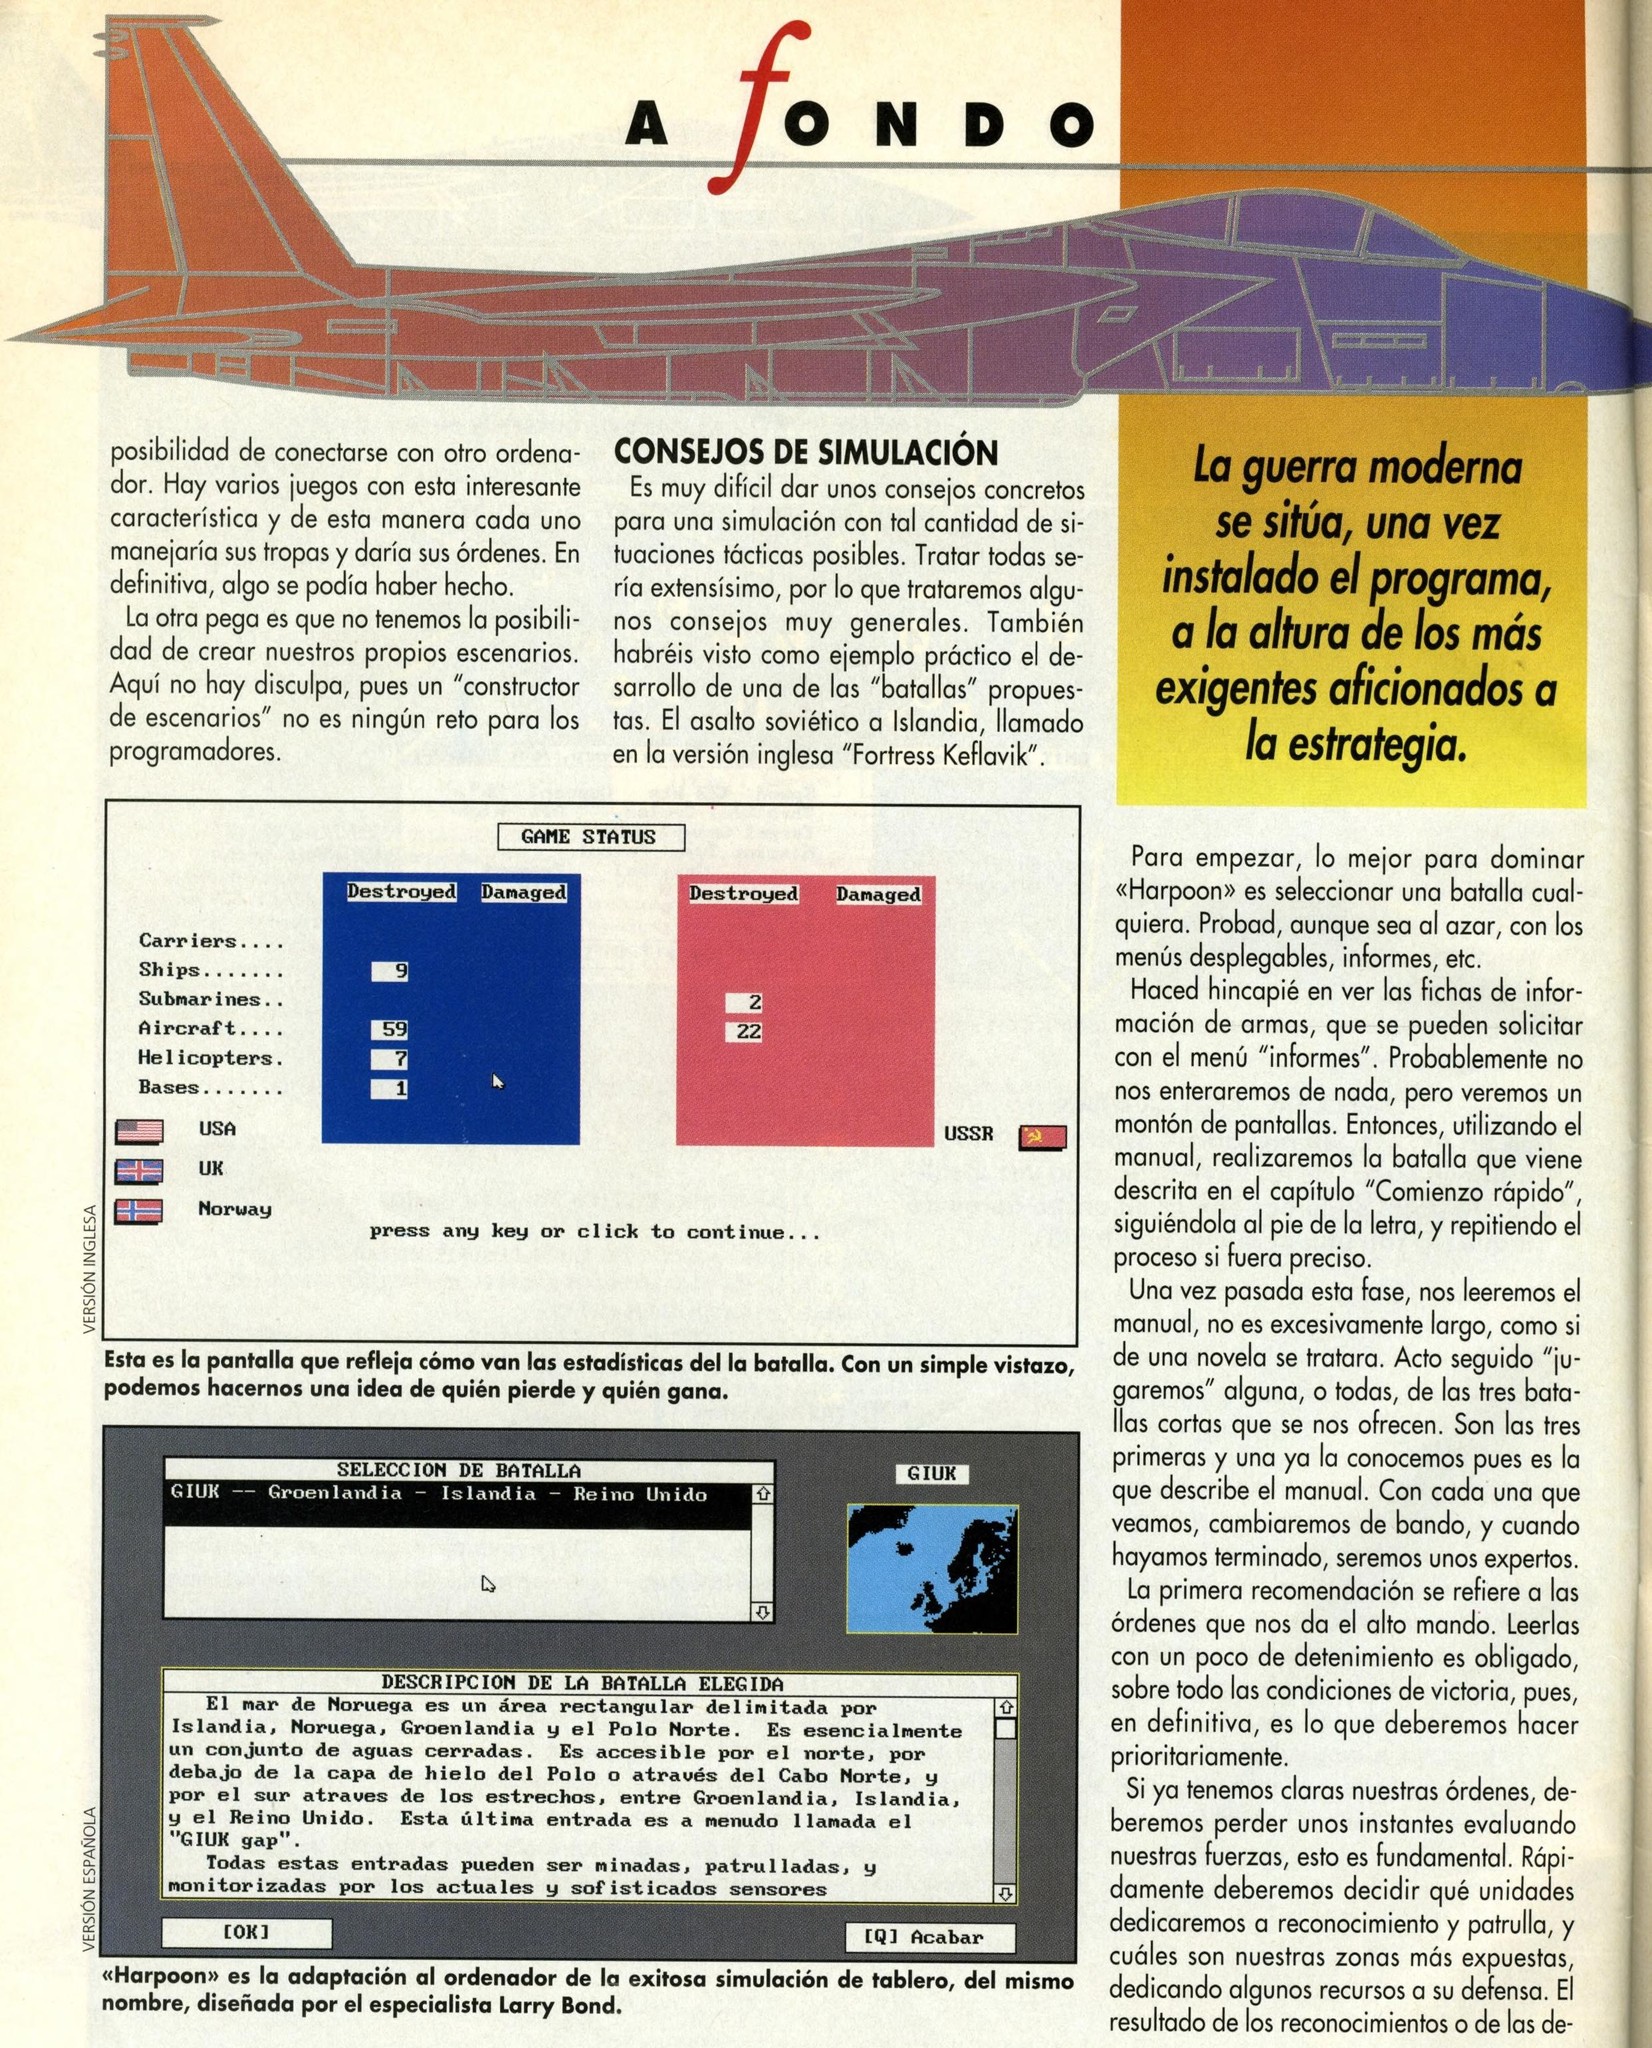 A fONDO
posibilidad de conectarse con otro ordena-
dor. Hay varios juegos con esta interesante
característica y de esta manera cada uno
manejaría sus tropas y daría sus órdenes. En
definitiva, algo se podía haber hecho.
La otra pega es que no tenemos la posibili-
dad de crear nuestros propios escenarios.
Aquí no hay disculpa, pues un "constructor
de escenarios" no es ningún reto para los
programadores.
CONSEJOS DE SIMULACIÓN
Es muy difícil dar unos consejos concretos
para una simulación con tal cantidad de si-
tuaciones tácticas posibles. Tratar todas se-
ría extensísimo, por lo que trataremos algu-
nos consejos muy generales. También
habréis visto como ejemplo práctico el de-
sarrollo de una de las "batallas" propues-
tas. El asalto soviético a Islandia, llamado
en la versión inglesa "Fortress Keflavik".
La guerra moderna
se sitúa, una vez
instalado el programa,
a la altura de los más
exigentes aficionados a
la estrategia.
GAME STATUS
Destroyed Damaged
Destroyed Damaged
Carriers....
Ships....... 9
Submarines.. 2
Aircraft.... 59 22
Helicopters. 7
Bases....... 1
USA
USSR
UK
Norway
press any key or click to continue...
VERSIÓN INGLESA
Esta es la pantalla que refleja cómo van las estadísticas del la batalla. Con un simple vistazo,
podemos hacernos una idea de quién pierde y quién gana.
SELECCION DE BATALLA
GIUK -- Groenlandia - Islandia - Reino Unido
GIUK
DESCRIPCION DE LA BATALLA ELEGIDA
El mar de Noruega es un área rectangular delimitada por
Islandia, Noruega, Groenlandia y el Polo Norte. Es esencialmente
un conjunto de aguas cerradas. Es accesible por el norte, por
debajo de la capa de hielo del Polo o através del Cabo Norte, y
por el sur atraves de los estrechos, entre Groenlandia, Islandia,
y el Reino Unido. Esta última entrada es a menudo llamada el
"GIUK gap".
Todas estas entradas pueden ser minadas, patrulladas, y
monitorizadas por los actuales y sofisticados sensores
[OK]
[Q] Acabar
VERSIÓN ESPAÑOLA
«Harpoon» es la adaptación al ordenador de la exitosa simulación de tablero, del mismo
nombre, diseñada por el especialista Larry Bond.
Para empezar, lo mejor para dominar
«Harpoon» es seleccionar una batalla cual-
quiera. Probad, aunque sea al azar, con los
menús desplegables, informes, etc.
Haced hincapié en ver las fichas de infor-
mación de armas, que se pueden solicitar
con el menú "informes". Probablemente no
nos enteraremos de nada, pero veremos un
montón de pantallas. Entonces, utilizando el
manual, realizaremos la batalla que viene
descrita en el capítulo "Comienzo rápido",
siguiéndola al pie de la letra, y repitiendo el
proceso si fuera preciso.
Una vez pasada esta fase, nos leeremos el
manual, no es excesivamente largo, como si
de una novela se tratara. Acto seguido "ju-
garemos" alguna, o todas, de las tres bata-
llas cortas que se nos ofrecen. Son las tres
primeras y una ya la conocemos pues es la
que describe el manual. Con cada una que
veamos, cambiaremos de bando, y cuando
hayamos terminado, seremos unos expertos.
La primera recomendación se refiere a las
órdenes que nos da el alto mando. Leerlas
con un poco de detenimiento es obligado,
sobre todo las condiciones de victoria, pues,
en definitiva, es lo que deberemos hacer
prioritariamente.
Si ya tenemos claras nuestras órdenes, de-
beremos perder unos instantes evaluando
nuestras fuerzas, esto es fundamental. Rápi-
damente deberemos decidir qué unidades
dedicaremos a reconocimiento y patrulla, y
cuáles son nuestras zonas más expuestas,
dedicando algunos recursos a su defensa. El
resultado de los reconocimientos o de las de-